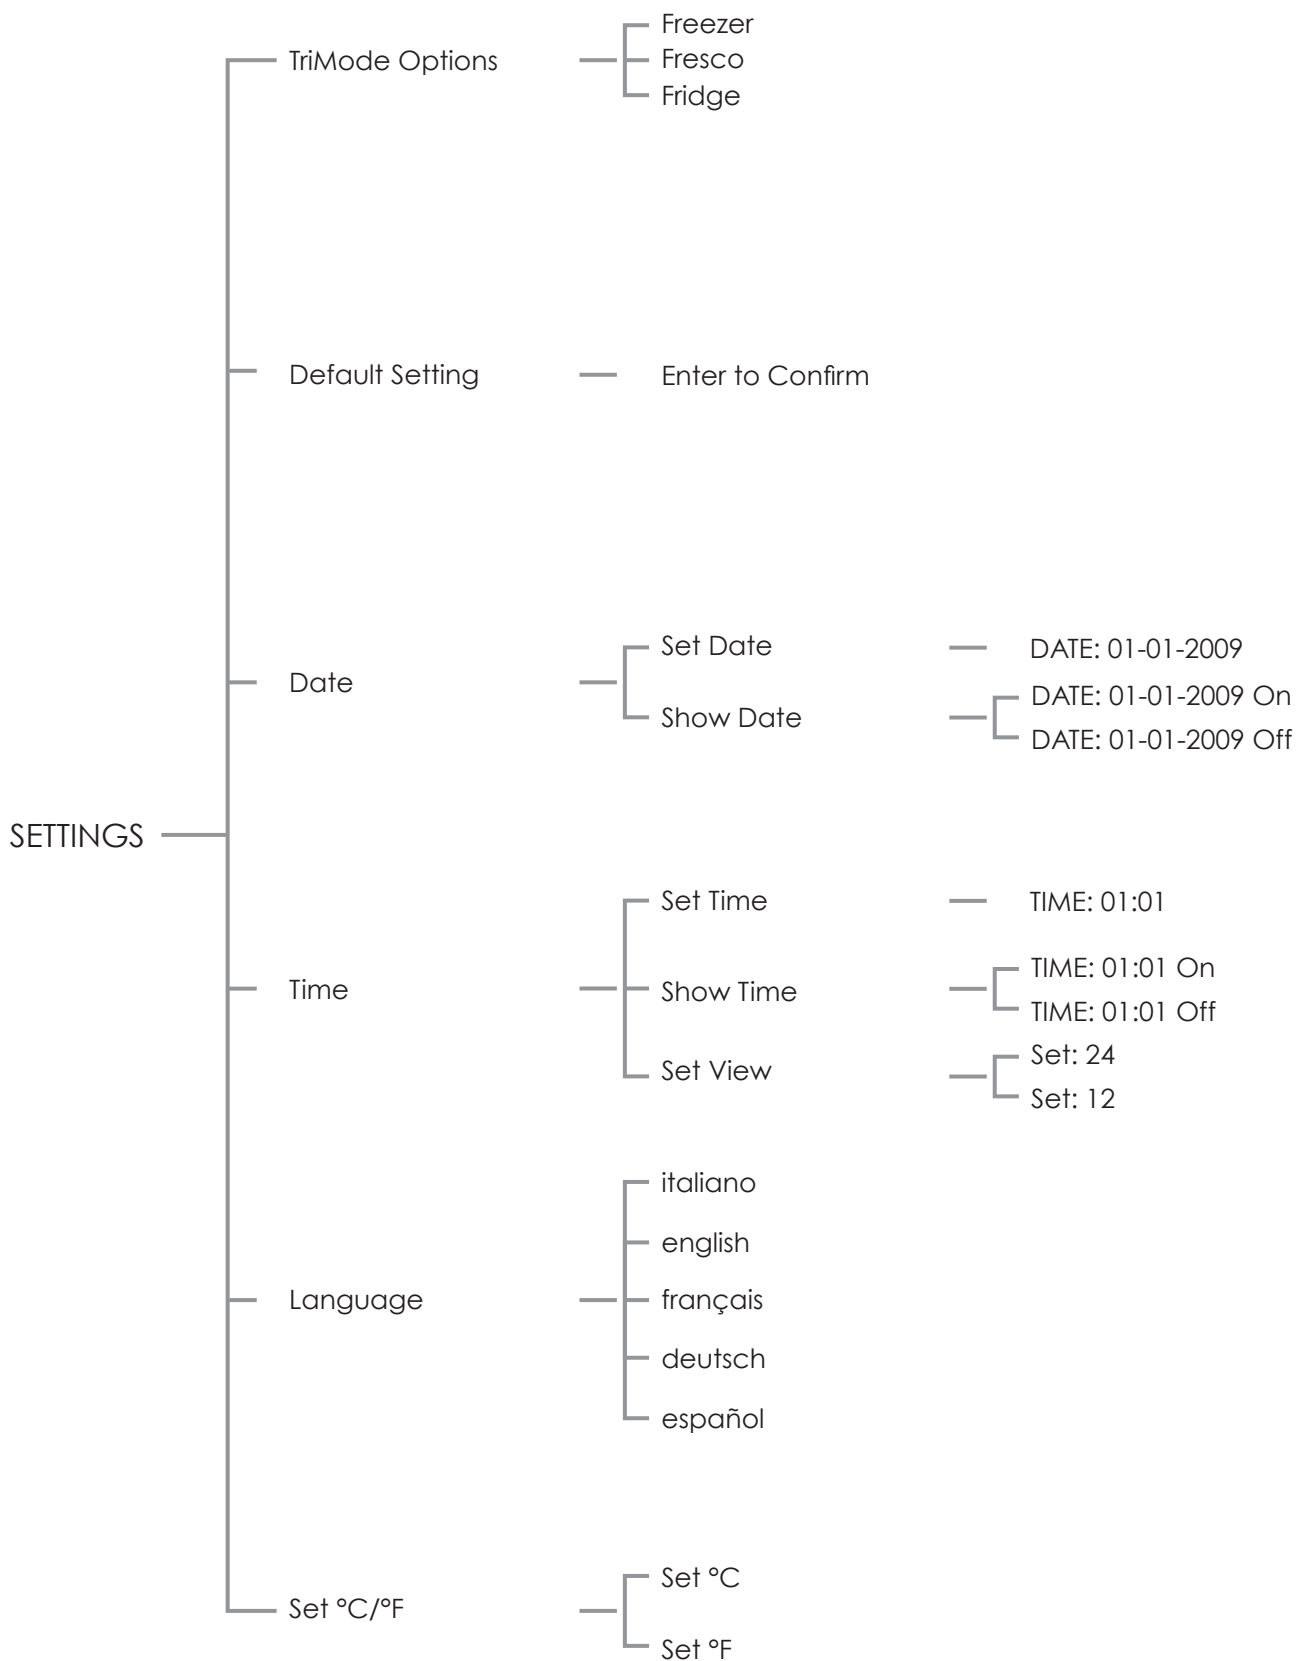 SETTINGS
TriMode Options
Freezer
Fresco
Fridge
Default Setting
Enter to Confirm
Date
Set Date
DATE: 01-01-2009
Show Date
DATE: 01-01-2009 On
DATE: 01-01-2009 Off
Time
Set Time
TIME: 01:01
Show Time
TIME: 01:01 On
TIME: 01:01 Off
Set View
Set: 24
Set: 12
Language
italiano
english
français
deutsch
español
Set °C/°F
Set °C
Set °F